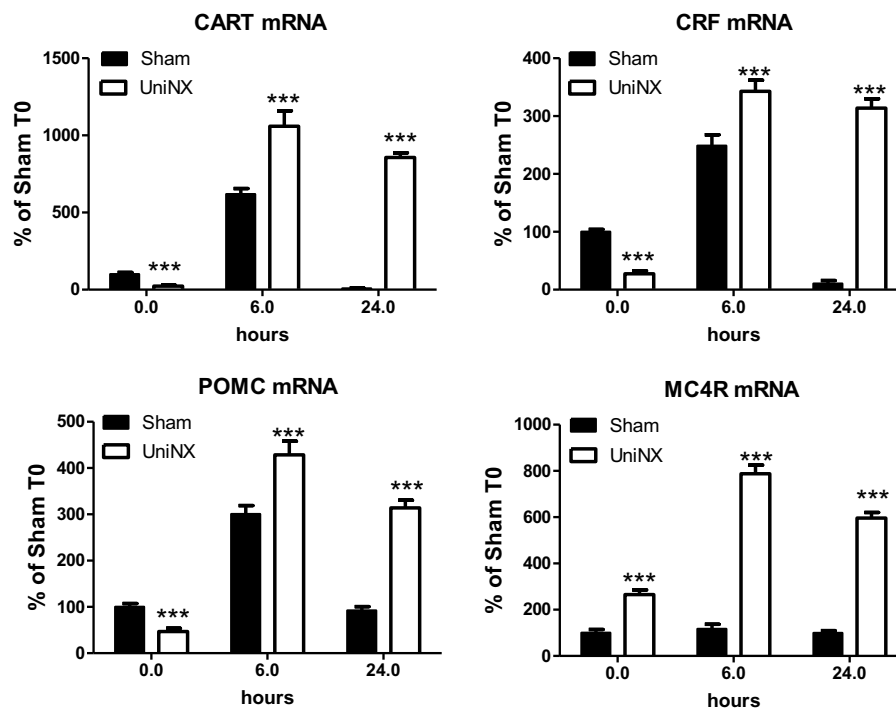 CART mRNA
1500
1000
500
0
% of Sham T0
Sham
UniNX
***
***
***
0.0 6.0 24.0
hours
CRF mRNA
400
300
200
100
0
% of Sham T0
Sham
UniNX
***
***
***
0.0 6.0 24.0
hours
POMC mRNA
500
400
300
200
100
0
% of Sham T0
Sham
UniNX
***
***
***
0.0 6.0 24.0
hours
MC4R mRNA
1000
800
600
400
200
0
% of Sham T0
Sham
UniNX
***
***
***
0.0 6.0 24.0
hours